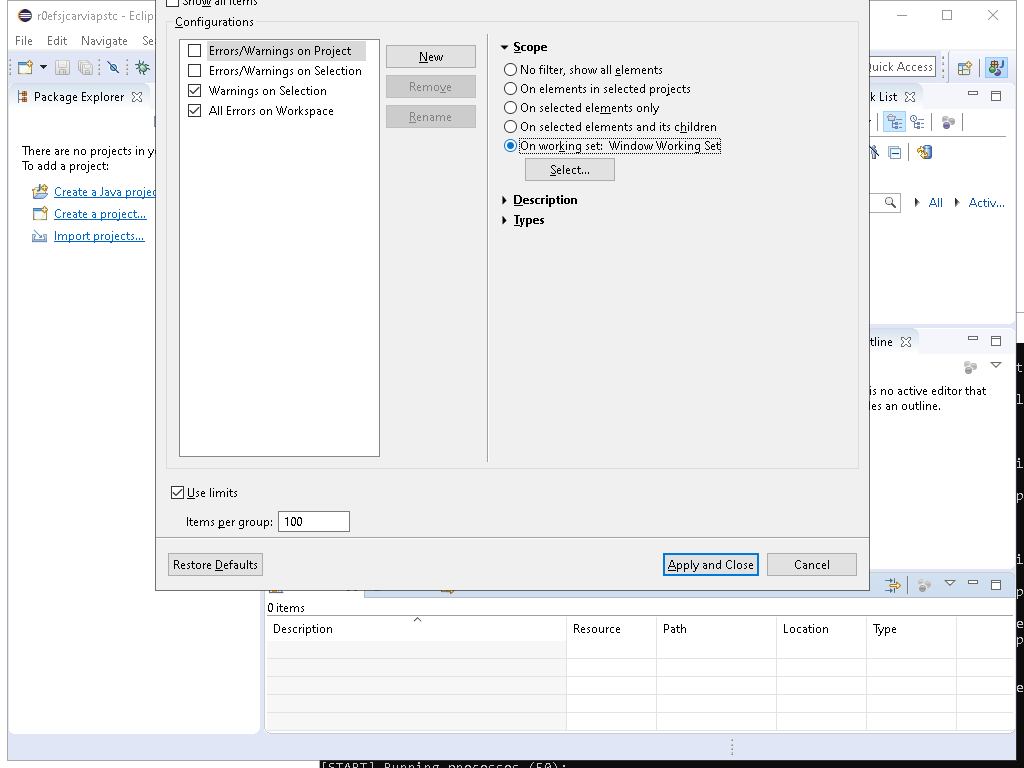 r0efsjcarviapstc - Eclip
Show all items
File Edit Navigate Se
Configurations
Errors/Warnings on Project
Errors/Warnings on Selection
Warnings on Selection
All Errors on Workspace
New
Remove
Rename
Scope
No filter, show all elements
On elements in selected projects
On selected elements only
On selected elements and its children
On working set: Window Working Set
Select...
Description
Types
Quick Access
Package Explorer
k List
There are no projects in y
To add a project:
Create a Java projec
Create a project...
Import projects...
All
Activ...
tline
is no active editor that
les an outline.
Use limits
Items per group: 100
Restore Defaults
Apply and Close
Cancel
0 items
Description
Resource
Path
Location
Type
[START] Running processes (50):